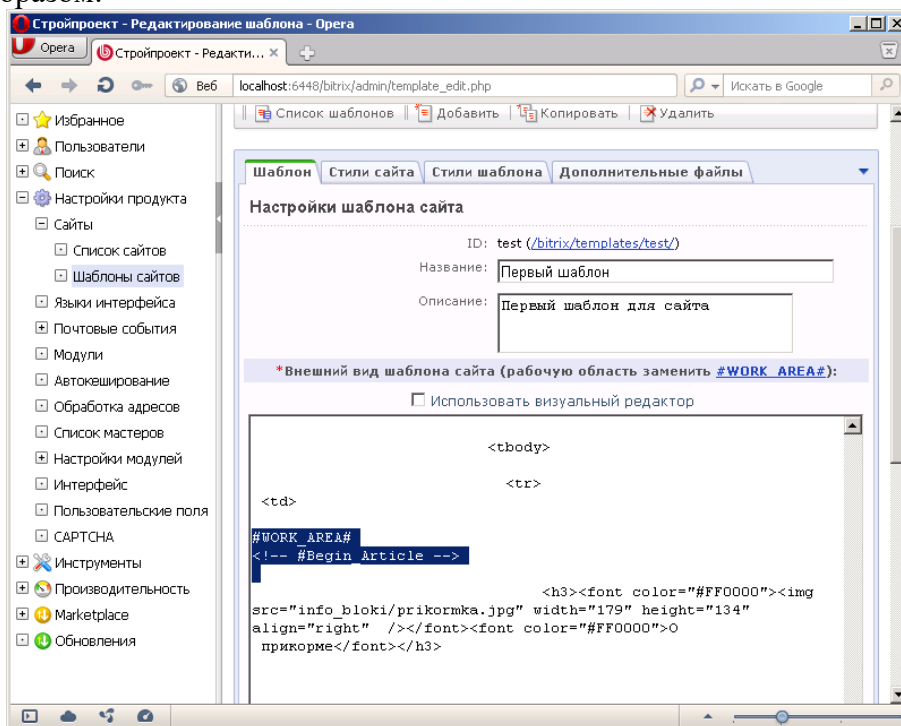 образом:
Стройпроект - Редактирование шаблона - Opera
Opera
Стройпроект - Редакти...
Веб
localhost:6448/bitrix/admin/template_edit.php
Искать в Google
Избранное
Пользователи
Поиск
Настройки продукта
Сайты
Список сайтов
Шаблоны сайтов
Языки интерфейса
Почтовые события
Модули
Автокеширование
Обработка адресов
Список мастеров
Настройки модулей
Интерфейс
Пользовательские поля
CAPTCHA
Инструменты
Производительность
Marketplace
Обновления
Список шаблонов
Добавить
Копировать
Удалить
Шаблон
Стили сайта
Стили шаблона
Дополнительные файлы
Настройки шаблона сайта
ID: test (/bitrix/templates/test/)
Название: Первый шаблон
Описание: Первый шаблон для сайта
*Внешний вид шаблона сайта (рабочую область заменить #WORK_AREA#):
Использовать визуальный редактор
<tbody>
<tr>
<td>
#WORK_AREA#
<!-- #Begin_Article -->
<h3><font color="#FF0000"><img
src="info_bloki/prikormka.jpg" width="179" height="134"
align="right" /></font><font color="#FF0000">О
прикорме</font></h3>